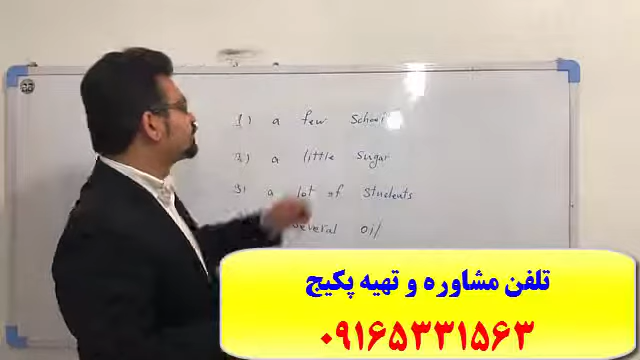 1) a few School
2) a little sugar
3) a lot of students
several oil
تلفن مشاوره و تهیه پکیج
۰۹۱۶۵۳۳۱۵۶۳